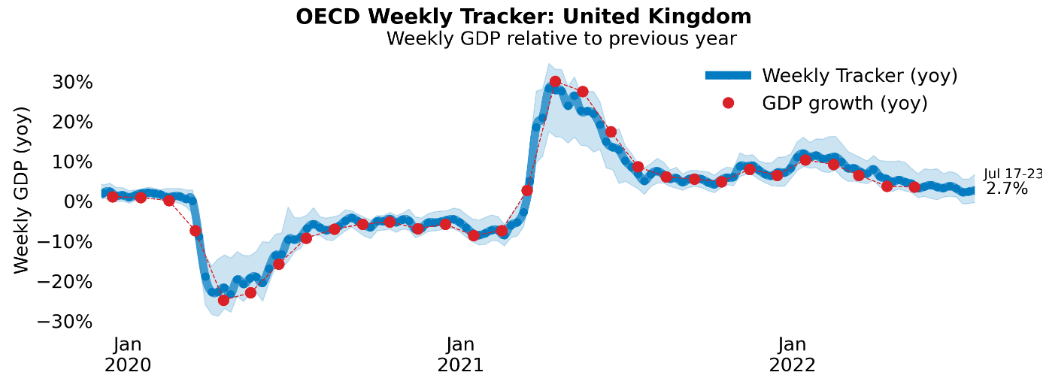 OECD Weekly Tracker: United Kingdom
Weekly GDP relative to previous year
Weekly Tracker (yoy)
GDP growth (yoy)
Weekly GDP (yoy)
30%
20%
10%
0%
−10%
−20%
−30%
Jul 17-23
2.7%
Jan
2020
Jan
2021
Jan
2022